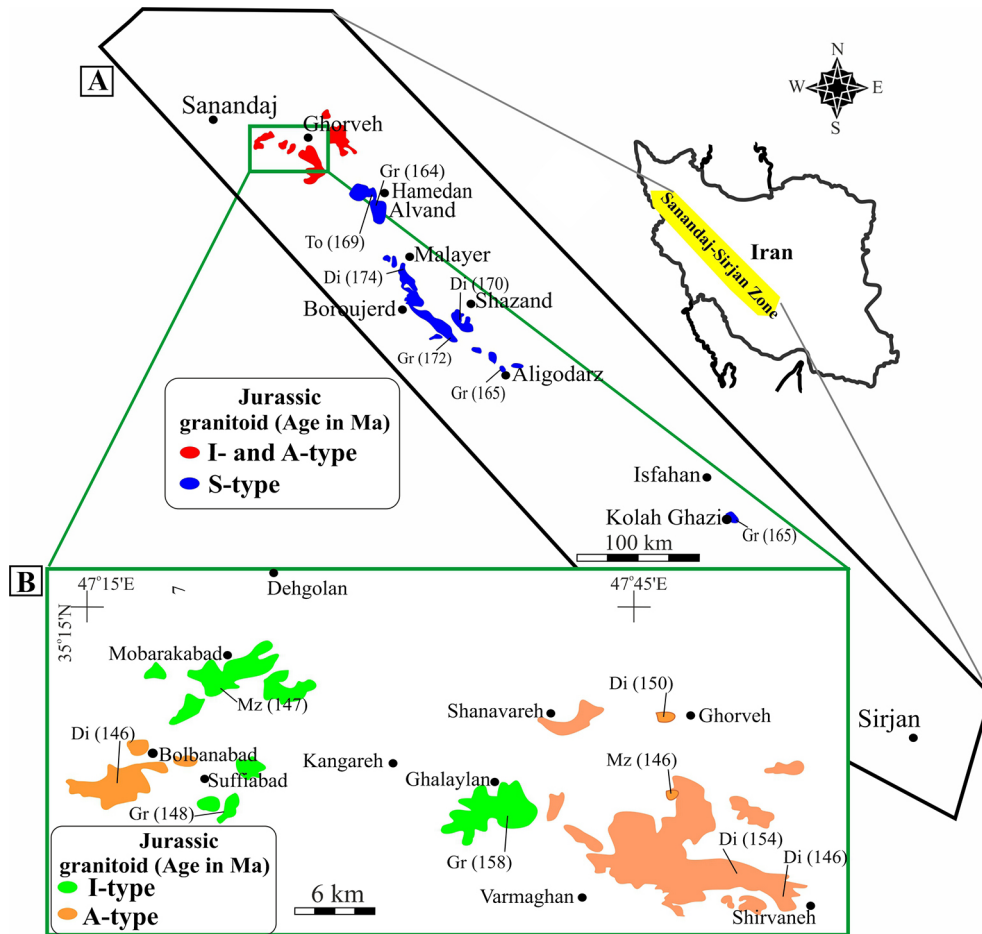 A
N
W E
S
Sanandaj
Ghorveh
Gr (164)
Hamedan
Alvand
To (169)
Malayer
Di (174)
Di (170)
Shazand
Boroujerd
Gr (172)
Gr (165)
Aligodarz
Sanandaj-Sirjan Zone
Iran
Jurassic
granitoid (Age in Ma)
I- and A-type
S-type
Isfahan
Kolah Ghazi
Gr (165)
100 km
Sirjan
B
47°15'E
47°45'E
35°15'N
7
Dehgolan
Mobarakabad
Mz (147)
Di (146)
Bolbanabad
Suffiabad
Gr (148)
Kangareh
Shanavareh
Di (150)
Ghorveh
Ghalaylan
Mz (146)
Gr (158)
Di (154)
Di (146)
Varmaghan
Shirvaneh
Jurassic
granitoid (Age in Ma)
I-type
A-type
6 km